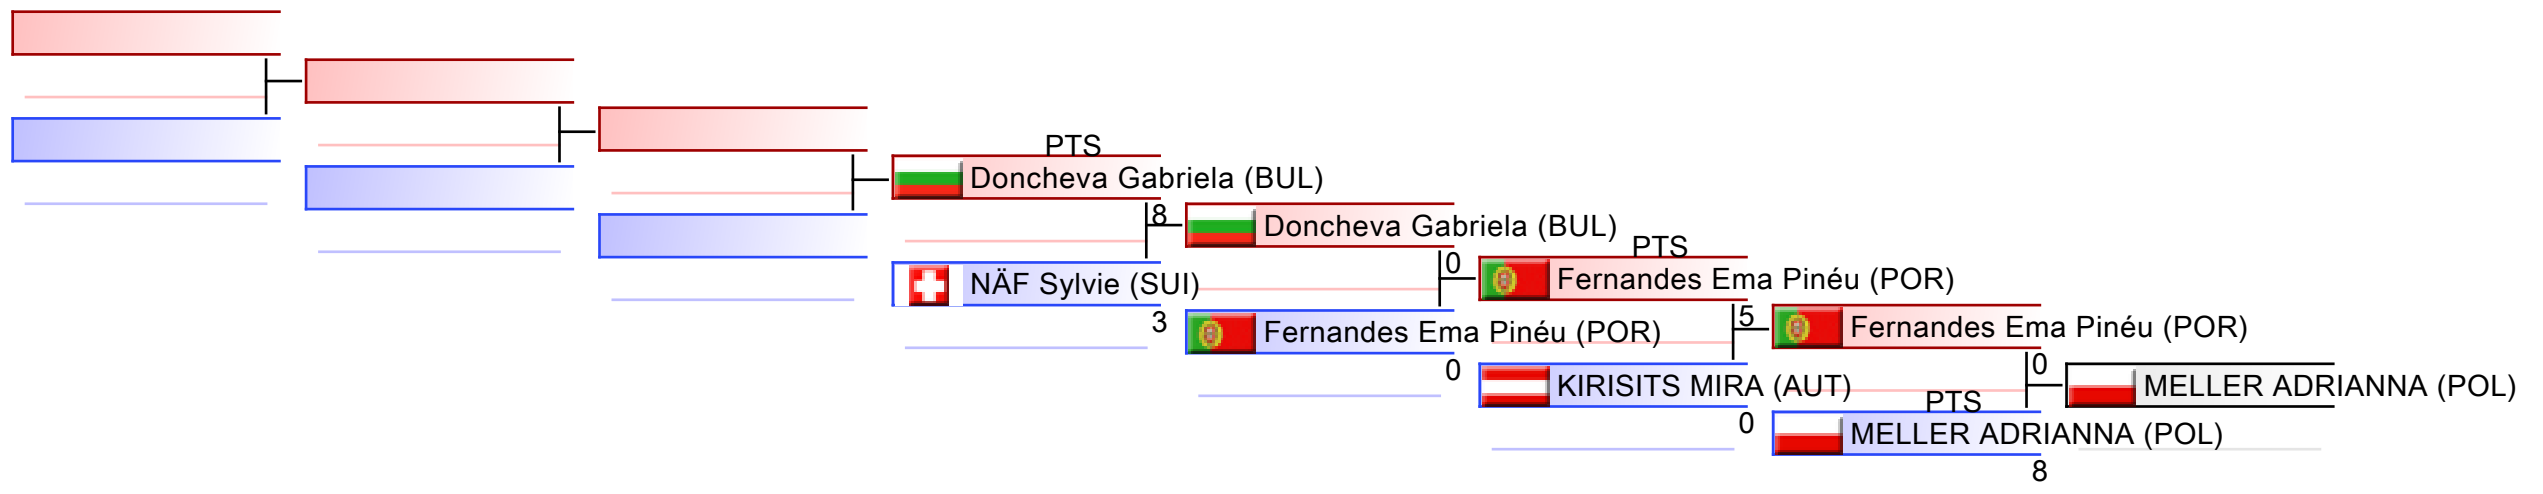 PTS
Doncheva Gabriela (BUL)
8
NÄF Sylvie (SUI)
3
Doncheva Gabriela (BUL)
0
Fernandes Ema Pinéu (POR)
0
PTS
Fernandes Ema Pinéu (POR)
5
KIRISITS MIRA (AUT)
0
Fernandes Ema Pinéu (POR)
0
PTS
MELLER ADRIANNA (POL)
8
MELLER ADRIANNA (POL)